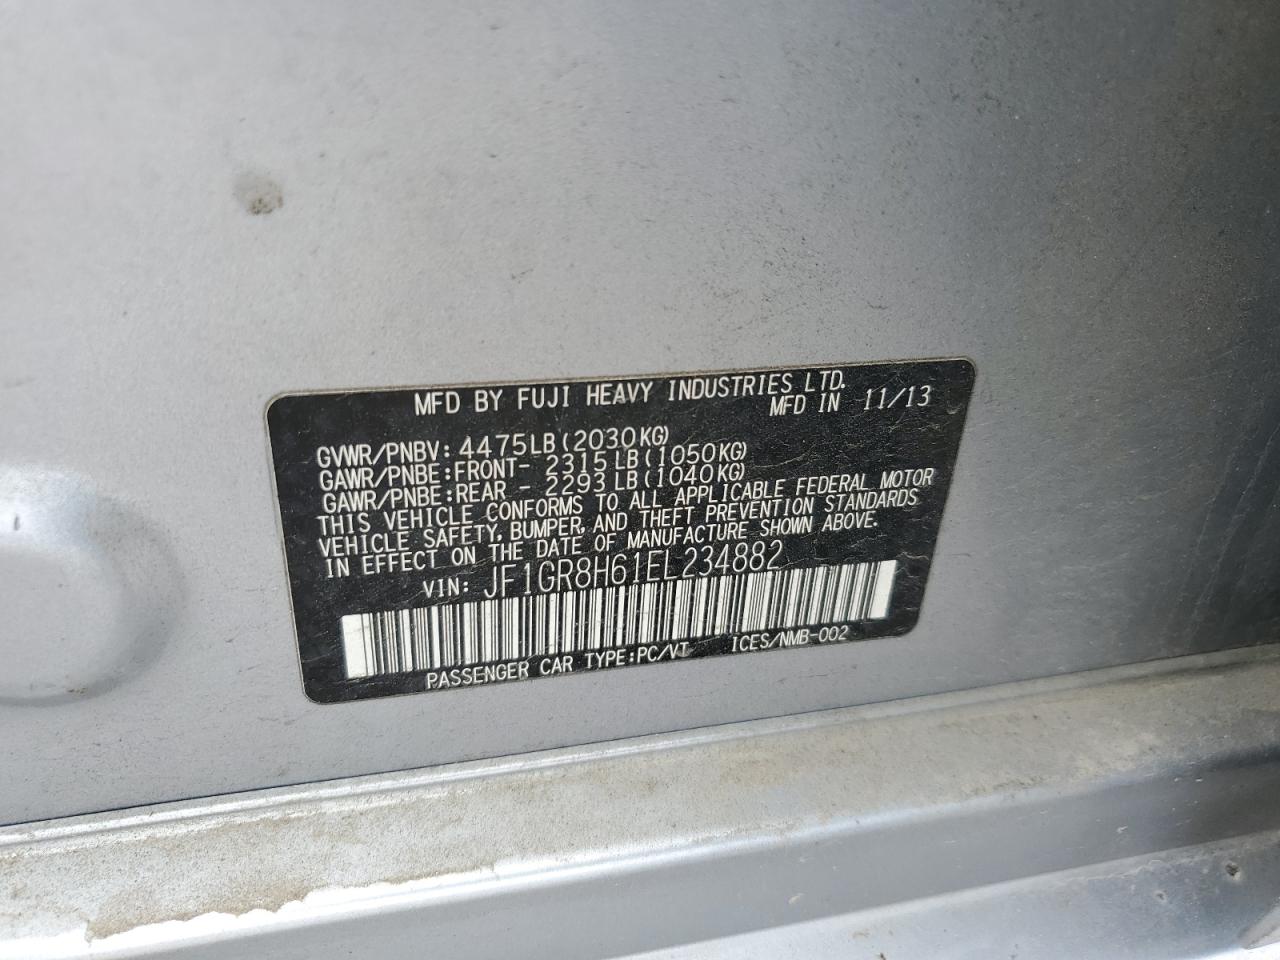 MFD BY FUJI HEAVY INDUSTRIES LTD.
MFD IN 11/13
GVWR/PNBV: 4475LB(2030KG)
GAWR/PNBE:FRONT- 2315LB(1050KG)
GAWR/PNBE:REAR - 2293LB(1040KG)
THIS VEHICLE CONFORMS TO ALL APPLICABLE FEDERAL MOTOR
VEHICLE SAFETY, BUMPER, AND THEFT PREVENTION STANDARDS
IN EFFECT ON THE DATE OF MANUFACTURE SHOWN ABOVE.
VIN: JF1GR8H61EL234882
PASSENGER CAR TYPE:PC/VT ICES/NMB-002